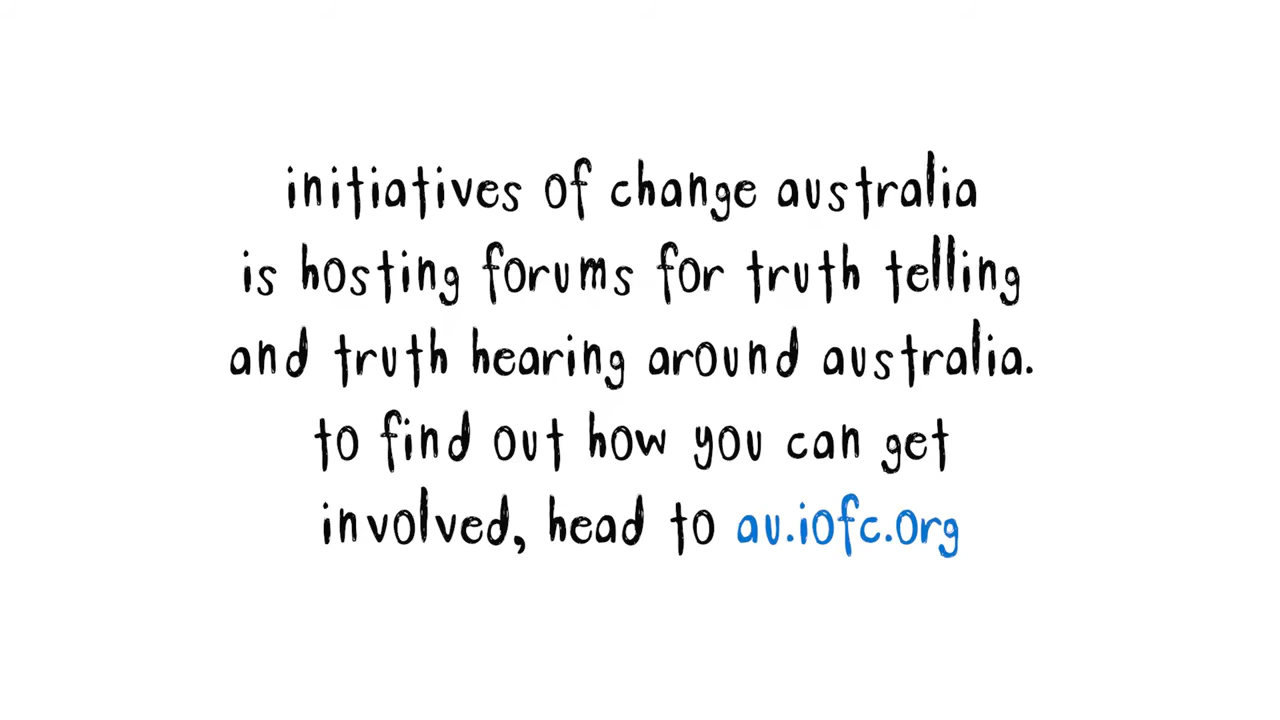 initiatives of change australia
is hosting forums for truth telling
and truth hearing around australia.
to find out how you can get
involved, head to au.iofc.org